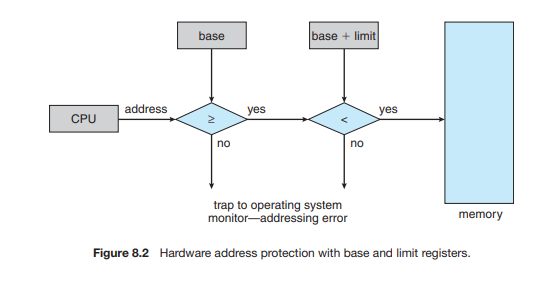 base
base + limit
CPU
address
≥
yes
<
yes
no
no
trap to operating system
monitor—addressing error
memory
Figure 8.2 Hardware address protection with base and limit registers.